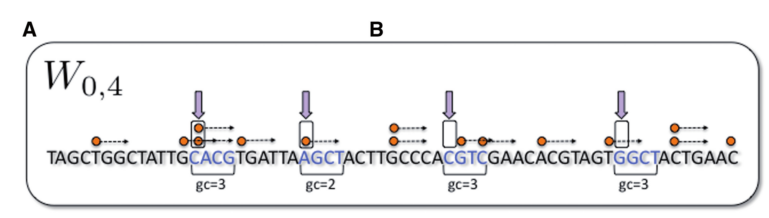 A B
W0,4
TAGCTGGCTATTGCACGTGATTAAGCTACTTGCCCACGTCGAACACGTAGTGGCTACTGAAC
gc=3 gc=2 gc=3 gc=3